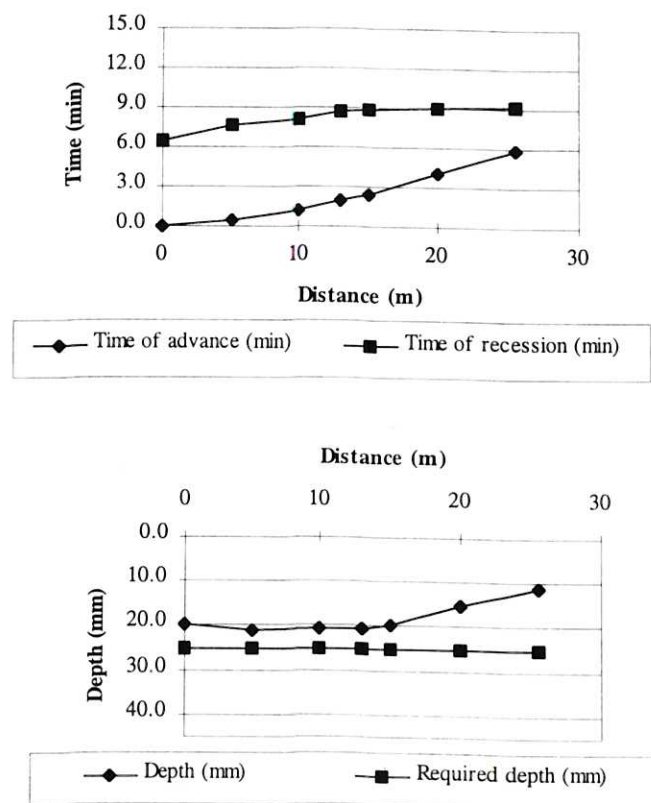 15.0
12.0
9.0
6.0
3.0
0.0
Time (min)
0 10 20 30
Distance (m)
Time of advance (min) Time of recession (min)
Distance (m)
0 10 20 30
0.0
10.0
20.0
30.0
40.0
Depth (mm)
Depth (mm) Required depth (mm)